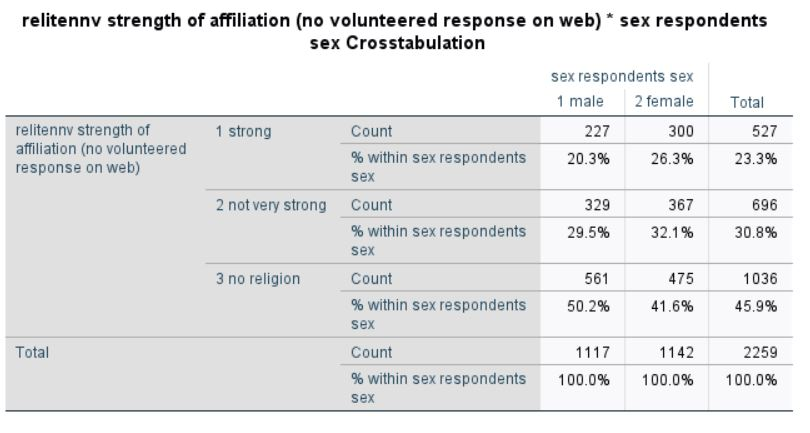 relitennv strength of affiliation (no volunteered response on web) * sex respondents
sex Crosstabulation
sex respondents sex
1 male 2 female Total
relitennv strength of affiliation (no volunteered response on web) 1 strong Count 227 300 527
% within sex respondents sex 20.3% 26.3% 23.3%
2 not very strong Count 329 367 696
% within sex respondents sex 29.5% 32.1% 30.8%
3 no religion Count 561 475 1036
% within sex respondents sex 50.2% 41.6% 45.9%
Total Count 1117 1142 2259
% within sex respondents sex 100.0% 100.0% 100.0%